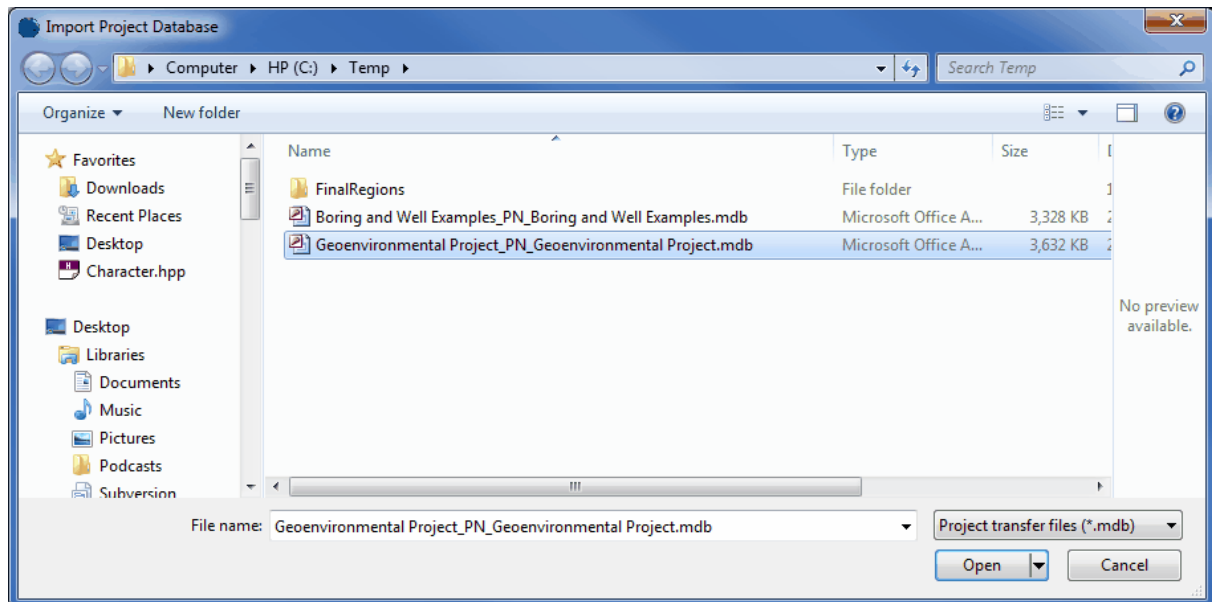 Import Project Database
Computer HP (C:) Temp
Search Temp
Organize New folder
Name Type Size
Favorites
Downloads
Recent Places
Desktop
Character.hpp
Desktop
Libraries
Documents
Music
Pictures
Podcasts
Subversion
FinalRegions File folder
Boring and Well Examples_PN_Boring and Well Examples.mdb Microsoft Office A... 3,328 KB
Geoenvironmental Project_PN_Geoenvironmental Project.mdb Microsoft Office A... 3,632 KB
No preview
available.
File name: Geoenvironmental Project_PN_Geoenvironmental Project.mdb Project transfer files (*.mdb)
Open Cancel